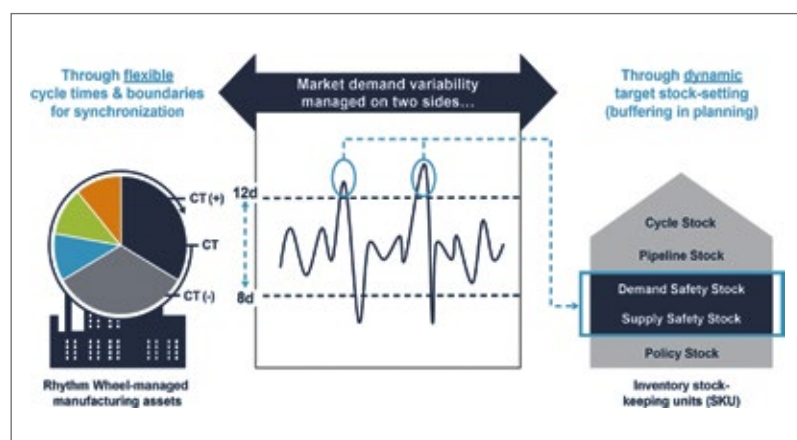 Through flexible
cycle times & boundaries
for synchronization
Market demand variability
managed on two sides...
Through dynamic
target stock-setting
(buffering in planning)
CT (+)
CT
CT (-)
12d
8d
Cycle Stock
Pipeline Stock
Demand Safety Stock
Supply Safety Stock
Policy Stock
Rhythm Wheel-managed
manufacturing assets
Inventory stock-
keeping units (SKU)